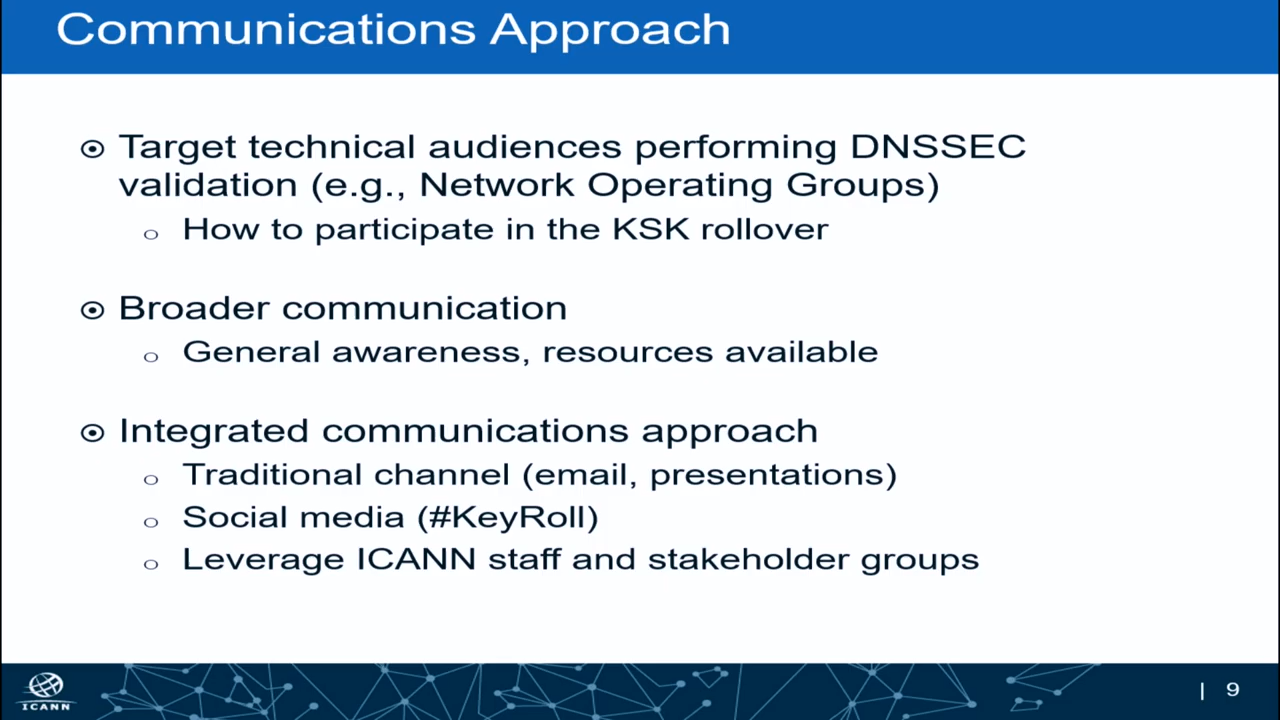 Communications Approach
Target technical audiences performing DNSSEC
validation (e.g., Network Operating Groups)
How to participate in the KSK rollover
Broader communication
General awareness, resources available
Integrated communications approach
Traditional channel (email, presentations)
Social media (#KeyRoll)
Leverage ICANN staff and stakeholder groups
ICANN
| 9